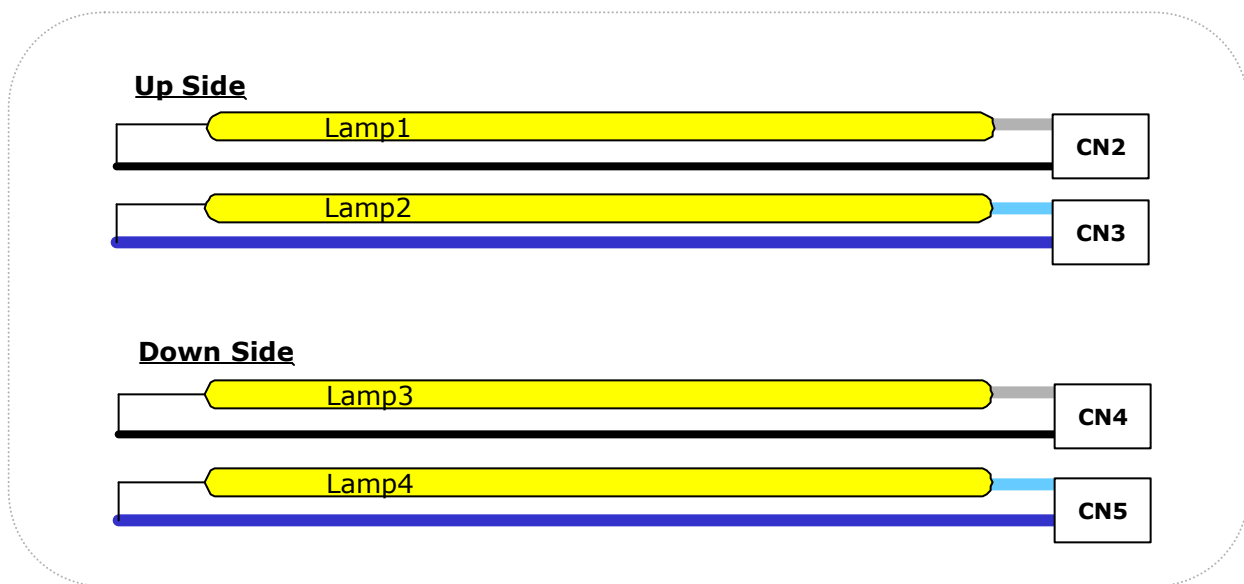 Up Side
Lamp1
CN2
Lamp2
CN3
Down Side
Lamp3
CN4
Lamp4
CN5